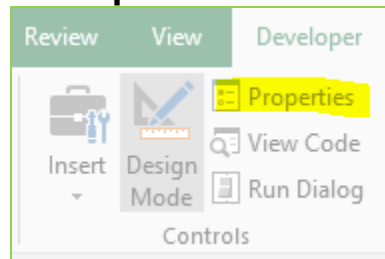 Review View Developer
Insert
Design Mode
Properties
View Code
Run Dialog
Controls